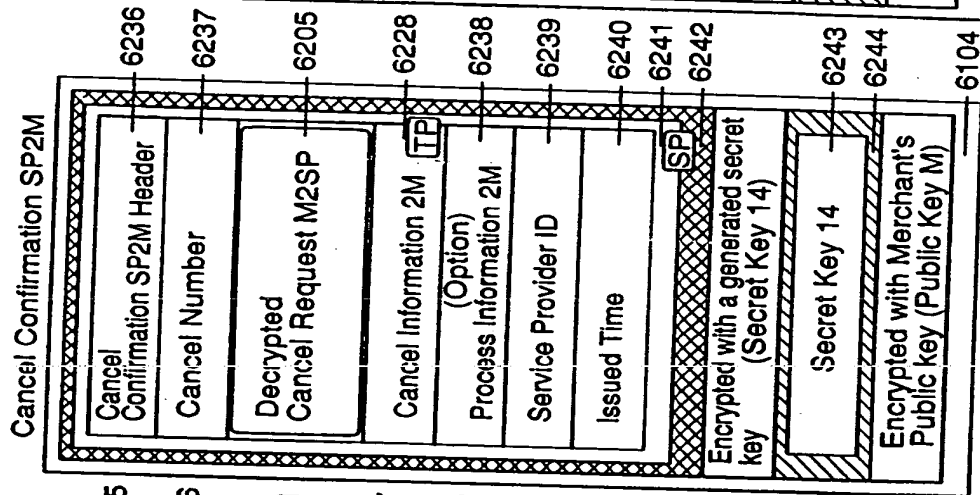 Cancel Confirmation SP2M
Cancel
Confirmation SP2M Header
6236
Cancel Number
6237
Decrypted
Cancel Request M2SP
6205
Cancel Information 2M
TP
6228
(Option)
Process Information 2M
6238
Service Provider ID
6239
Issued Time
6240
6241
SP
6242
Encrypted with a generated secret
key (Secret Key 14)
Secret Key 14
6243
6244
Encrypted with Merchant's
Public key (Public Key M)
6104
5
6